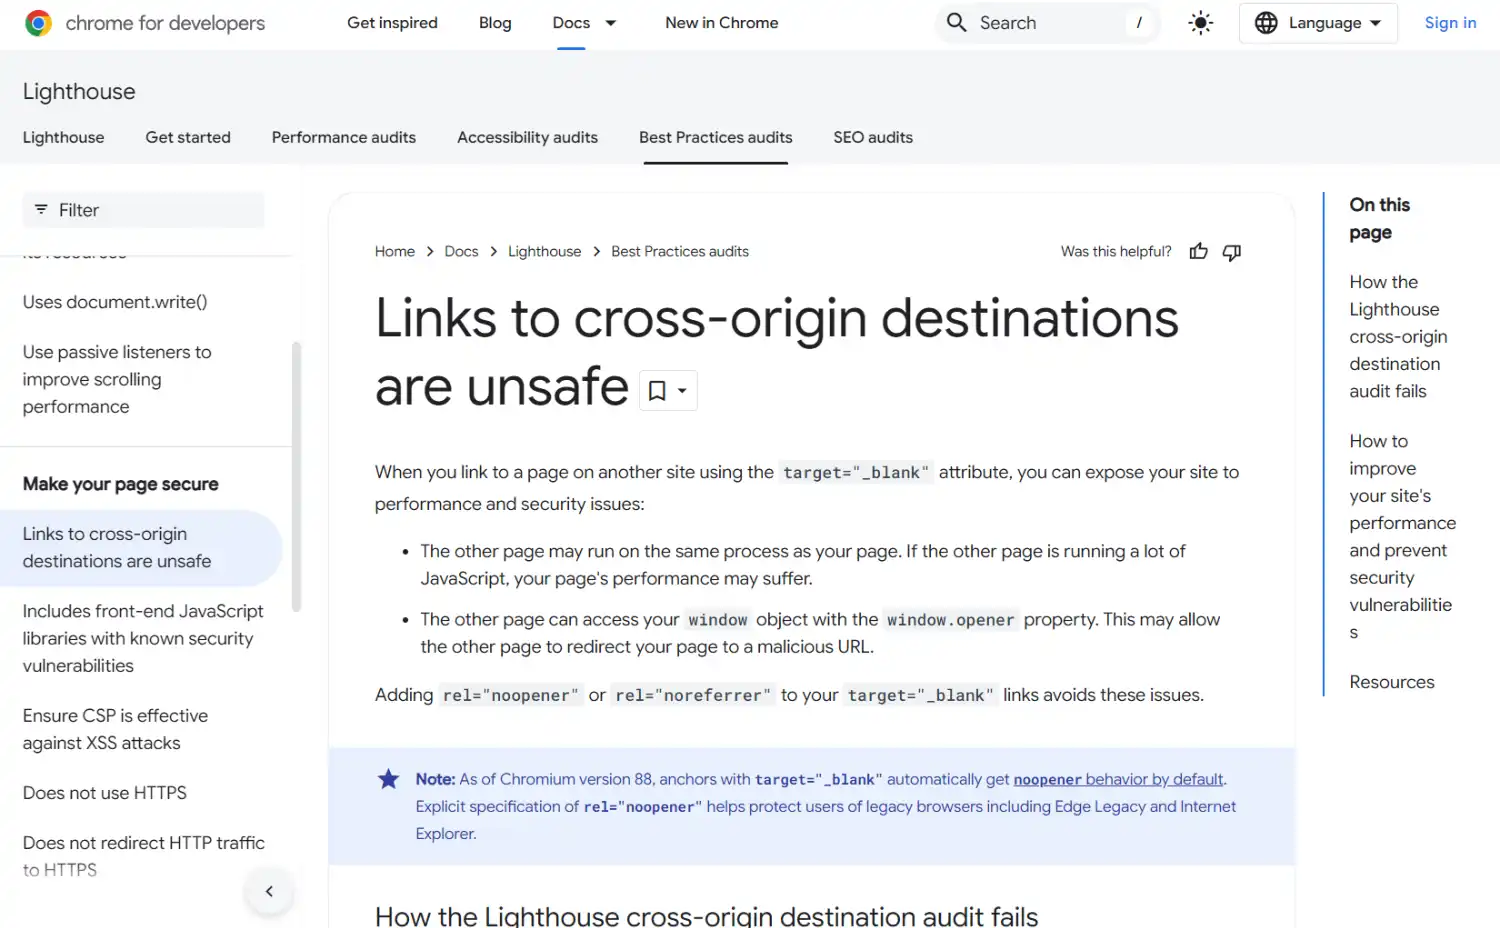 chrome for developers
Get inspired
Blog
Docs
New in Chrome
Search
/
Language
Sign in
Lighthouse
Lighthouse
Get started
Performance audits
Accessibility audits
Best Practices audits
SEO audits
Filter
Uses document.write()
Use passive listeners to
improve scrolling
performance
Make your page secure
Links to cross-origin
destinations are unsafe
Includes front-end JavaScript
libraries with known security
vulnerabilities
Ensure CSP is effective
against XSS attacks
Does not use HTTPS
Does not redirect HTTP traffic
to HTTPS
Home > Docs > Lighthouse > Best Practices audits
Was this helpful?
Links to cross-origin destinations
are unsafe
When you link to a page on another site using the target="_blank" attribute, you can expose your site to
performance and security issues:
• The other page may run on the same process as your page. If the other page is running a lot of
JavaScript, your page's performance may suffer.
• The other page can access your window object with the window.opener property. This may allow
the other page to redirect your page to a malicious URL.
Adding rel="noopener" or rel="noreferrer" to your target="_blank" links avoids these issues.
Note: As of Chromium version 88, anchors with target="_blank" automatically get noopener behavior by default.
Explicit specification of rel="noopener" helps protect users of legacy browsers including Edge Legacy and Internet
Explorer.
How the Lighthouse cross-origin destination audit fails
On this
page
How the
Lighthouse
cross-origin
destination
audit fails
How to
improve
your site's
performance
and prevent
security
vulnerabilitie
s
Resources